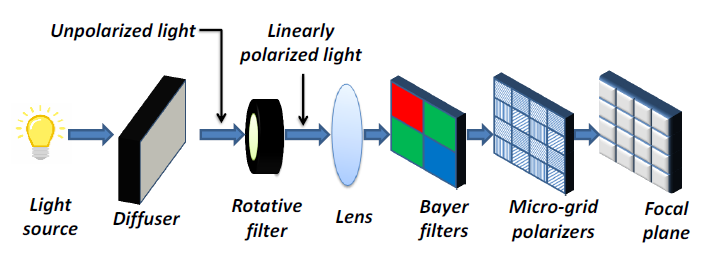 Unpolarized light
Linearly
polarized light
Light
source
Diffuser
Rotative
filter
Lens
Bayer
filters
Micro-grid
polarizers
Focal
plane